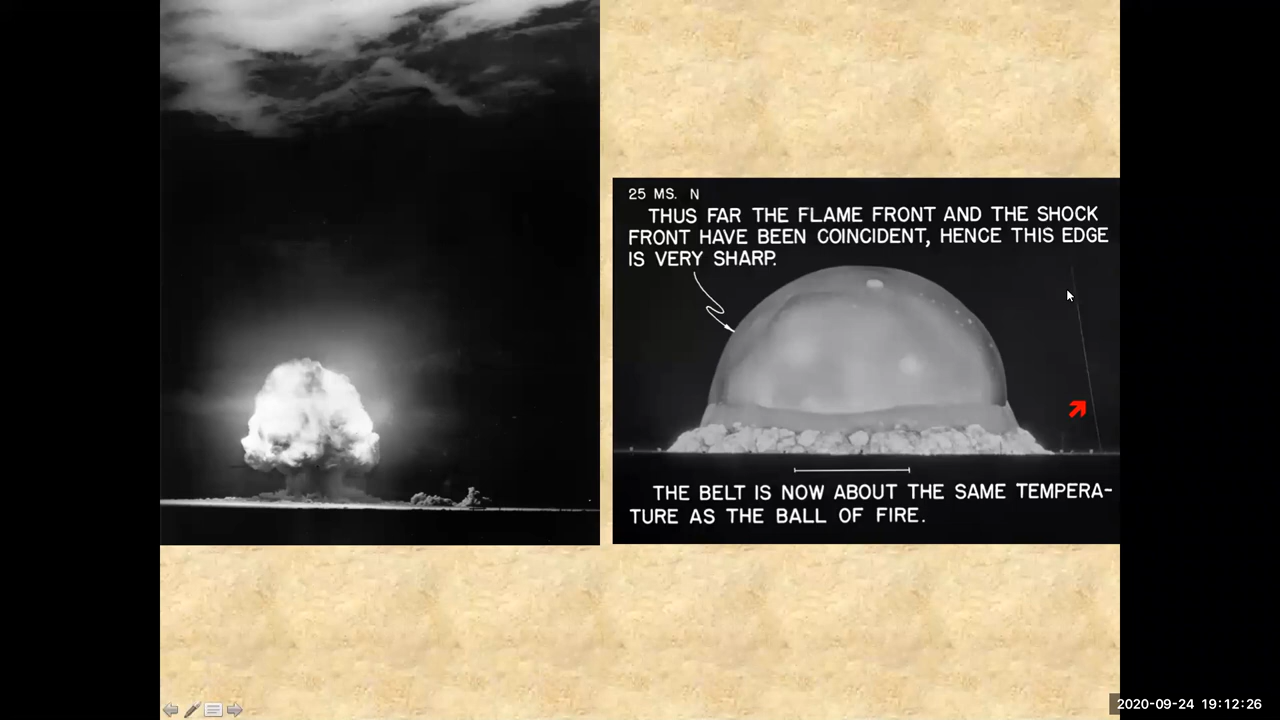 25 MS. N
THUS FAR THE FLAME FRONT AND THE SHOCK
FRONT HAVE BEEN COINCIDENT, HENCE THIS EDGE
IS VERY SHARP.
THE BELT IS NOW ABOUT THE SAME TEMPERA-
TURE AS THE BALL OF FIRE.
2020-09-24 19:12:26